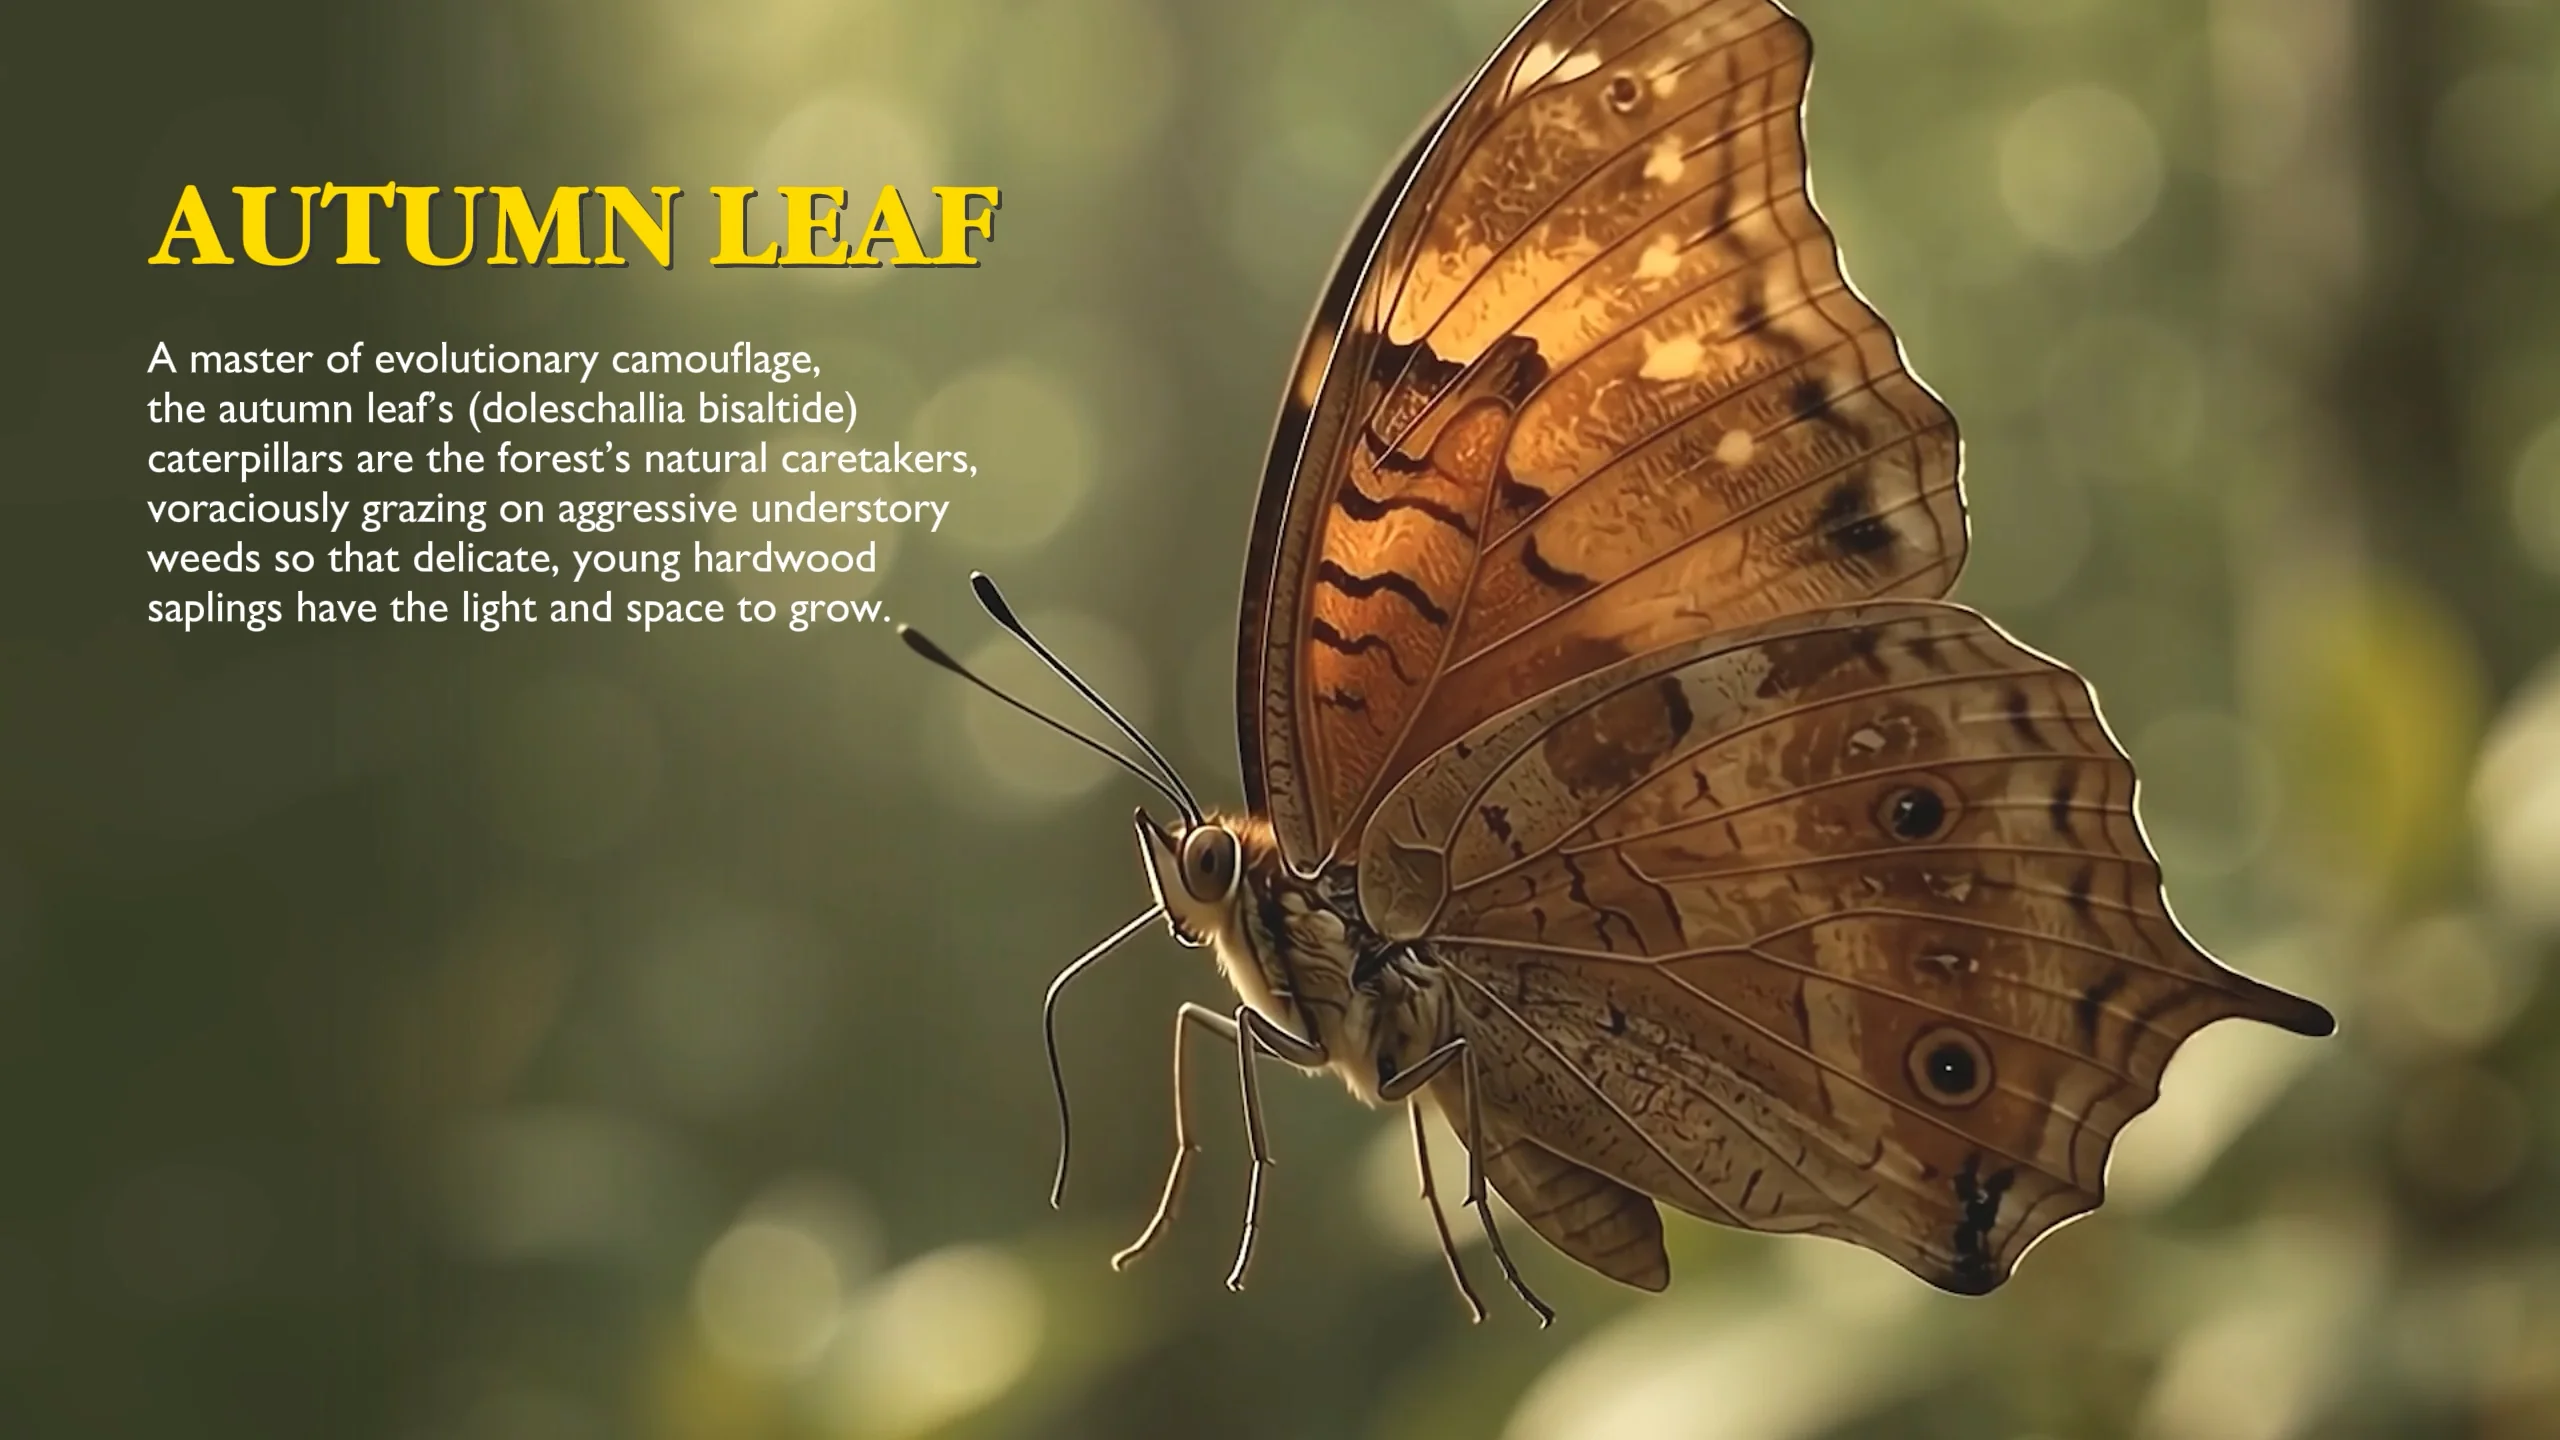 AUTUMN LEAF
A master of evolutionary camouflage,
the autumn leaf’s (doleschallia bisaltide)
caterpillars are the forest’s natural caretakers,
voraciously grazing on aggressive understory
weeds so that delicate, young hardwood
saplings have the light and space to grow.